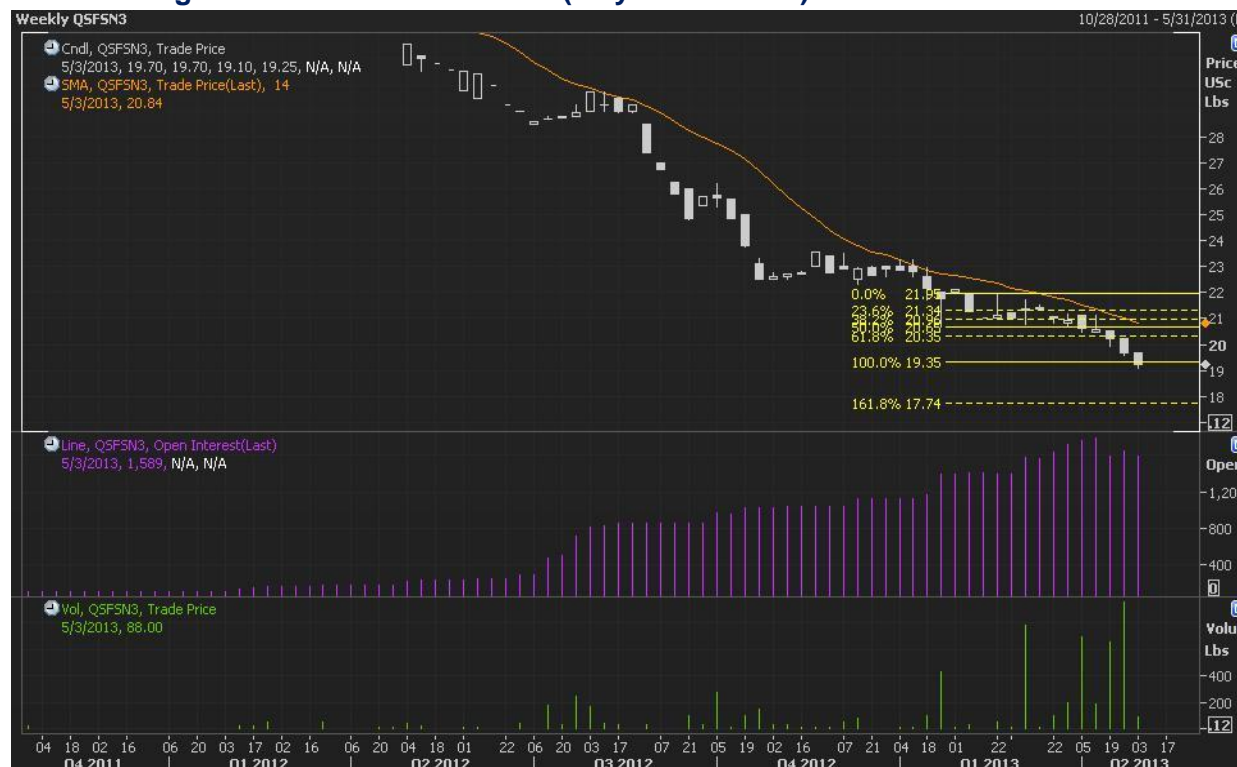 Weekly QSFSN3
10/28/2011 - 5/31/2013
Cndl, QSFSN3, Trade Price
5/3/2013, 19.70, 19.70, 19.10, 19.25, N/A, N/A
SMA, QSFSN3, Trade Price(Last), 14
5/3/2013, 20.84
Price
USc
Lbs
28
27
26
25
24
23
22
21
20
19
18
.12
0.0% 21.95
23.6% 21.34
61.8% 20.35
100.0% 19.35
161.8% 17.74
Line, QSFSN3, Open Interest(Last)
5/3/2013, 1,589, N/A, N/A
Open
1,20
800
400
0
Vol, QSFSN3, Trade Price
5/3/2013, 88.00
Volu
Lbs
400
200
.12
04 18 02 16 06 20 03 17 02 16 06 20 04 18 01 22 06 20 03 17 07 21 05 19 02 16 07 21 04 18 01 22 22 05 19 03 17
Q4 2011 Q1 2012 Q2 2012 Q3 2012 Q4 2012 Q1 2013 Q2 2013